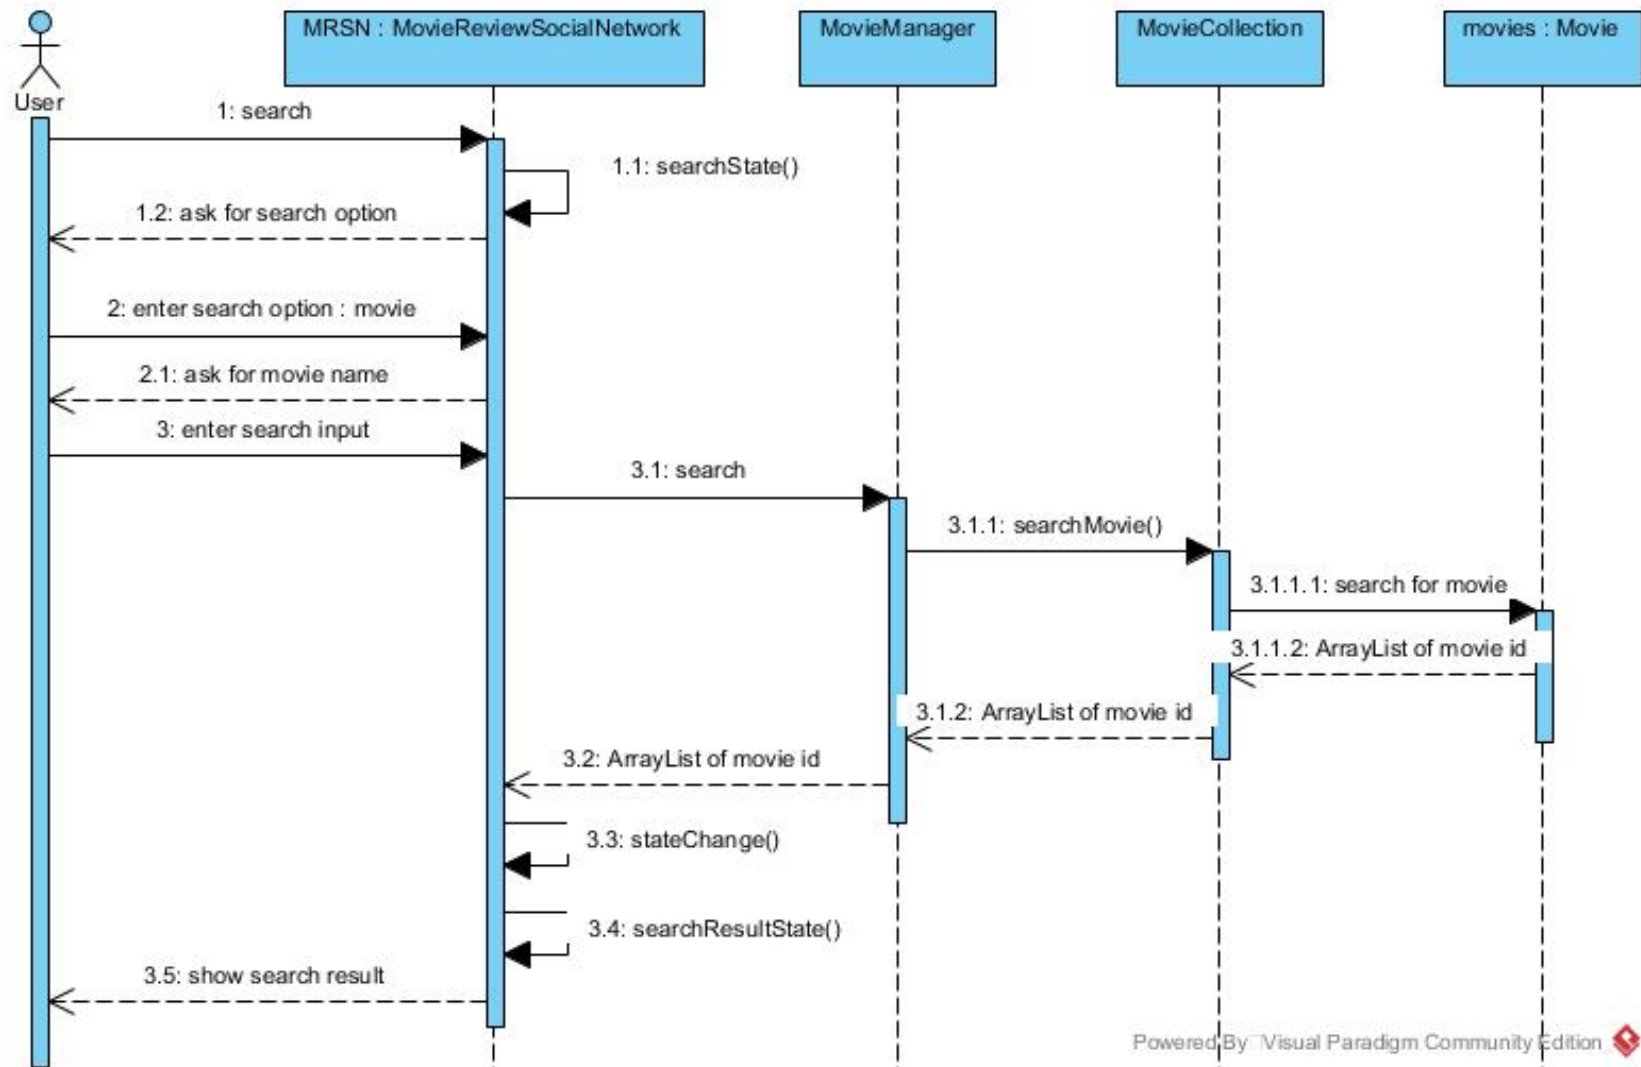 MRSN : MovieReviewSocialNetwork
MovieManager
MovieCollection
movies : Movie
User
1: search
1.1: searchState()
1.2: ask for search option
2: enter search option : movie
2.1: ask for movie name
3: enter search input
3.1: search
3.1.1: searchMovie()
3.1.1.1: search for movie
3.1.1.2: ArrayList of movie id
3.1.2: ArrayList of movie id
3.2: ArrayList of movie id
3.3: stateChange()
3.4: searchResultState()
3.5: show search result
Powered By Visual Paradigm Community Edition